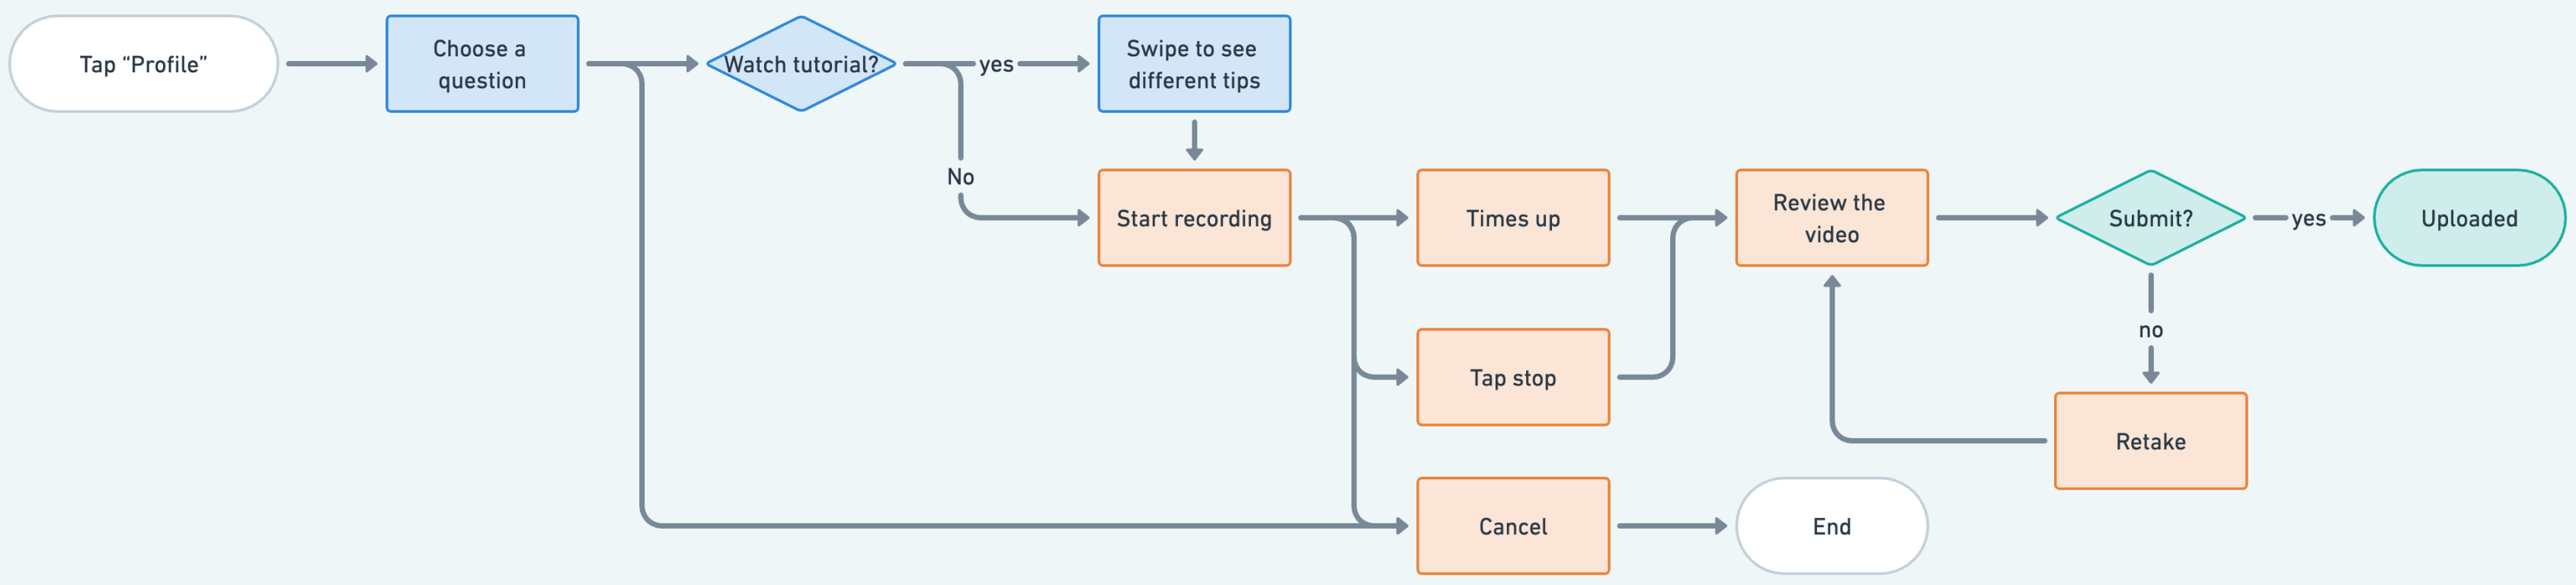 Tap “Profile”
Choose a
question
Watch tutorial?
yes
Swipe to see
different tips
No
Start recording
Times up
Review the
video
Submit?
yes
Uploaded
Tap stop
no
Retake
Cancel
End